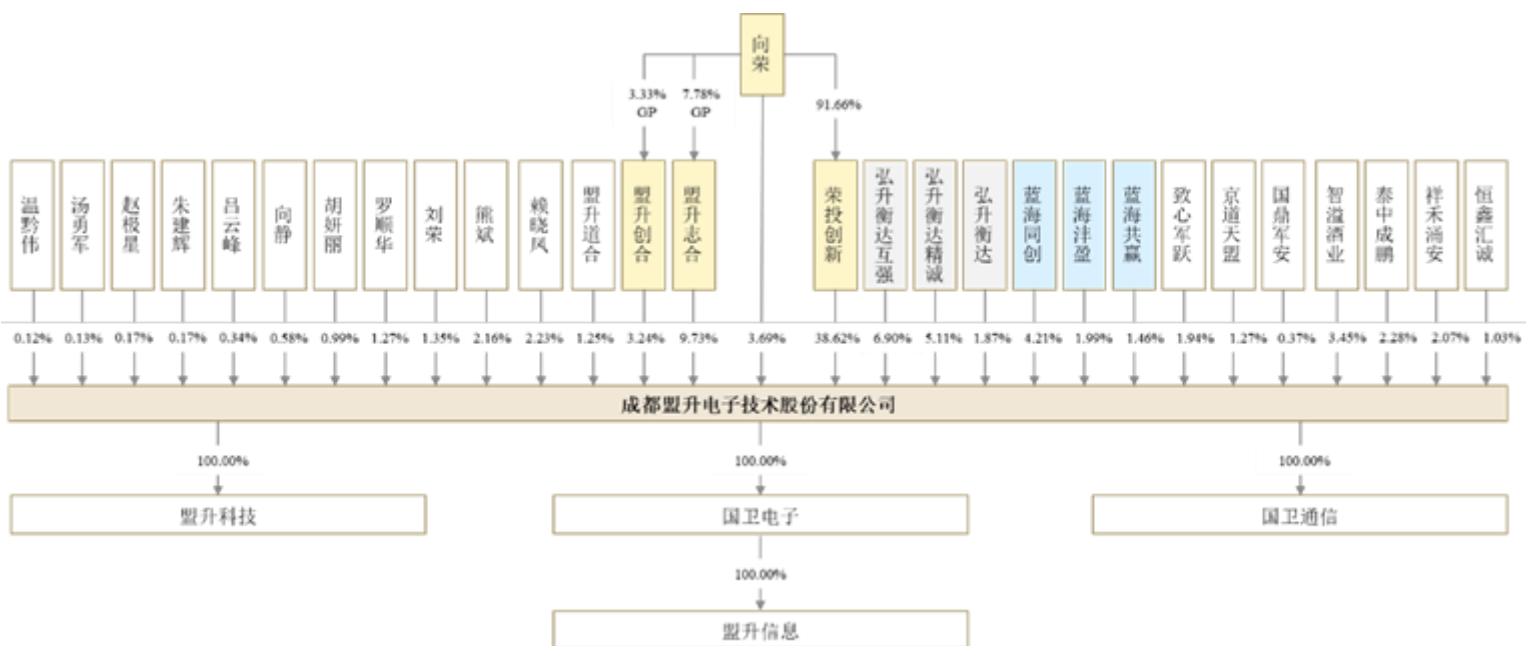 向荣
3.33%
GP
7.78%
GP
91.66%
温黔伟
汤勇军
赵极星
朱建辉
吕云峰
向静
胡妍丽
罗顺华
刘荣
熊斌
赖晓凤
盟升道合
盟升创合
盟升志合
荣投创新
弘升衡达互强
弘升衡达精诚
弘升衡达
蓝海同创
蓝海沣盈
蓝海共赢
致心军跃
京道天盟
国鼎军安
智溢酒业
泰中成鹏
祥禾涌安
恒鑫汇诚
0.12% 0.13% 0.17% 0.17% 0.34% 0.58% 0.99% 1.27% 1.35% 2.16% 2.23% 1.25% 3.24% 9.73% 3.69% 38.62% 6.90% 5.11% 1.87% 4.21% 1.99% 1.46% 1.94% 1.27% 0.37% 3.45% 2.28% 2.07% 1.03%
成都盟升电子技术股份有限公司
100.00% 100.00% 100.00%
盟升科技 国卫电子 国卫通信
100.00%
盟升信息